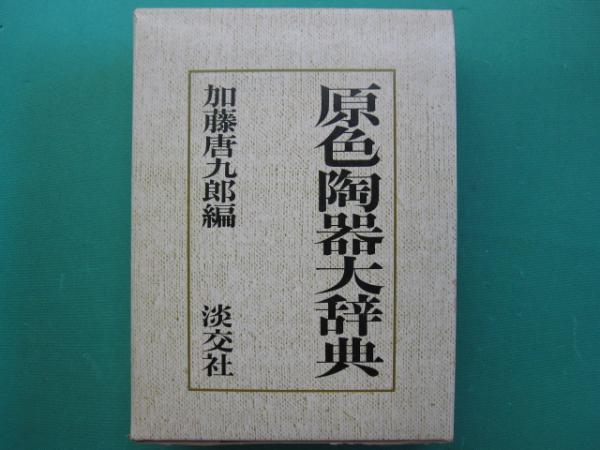 原色陶器大辞典
加藤唐九郎編
淡交社